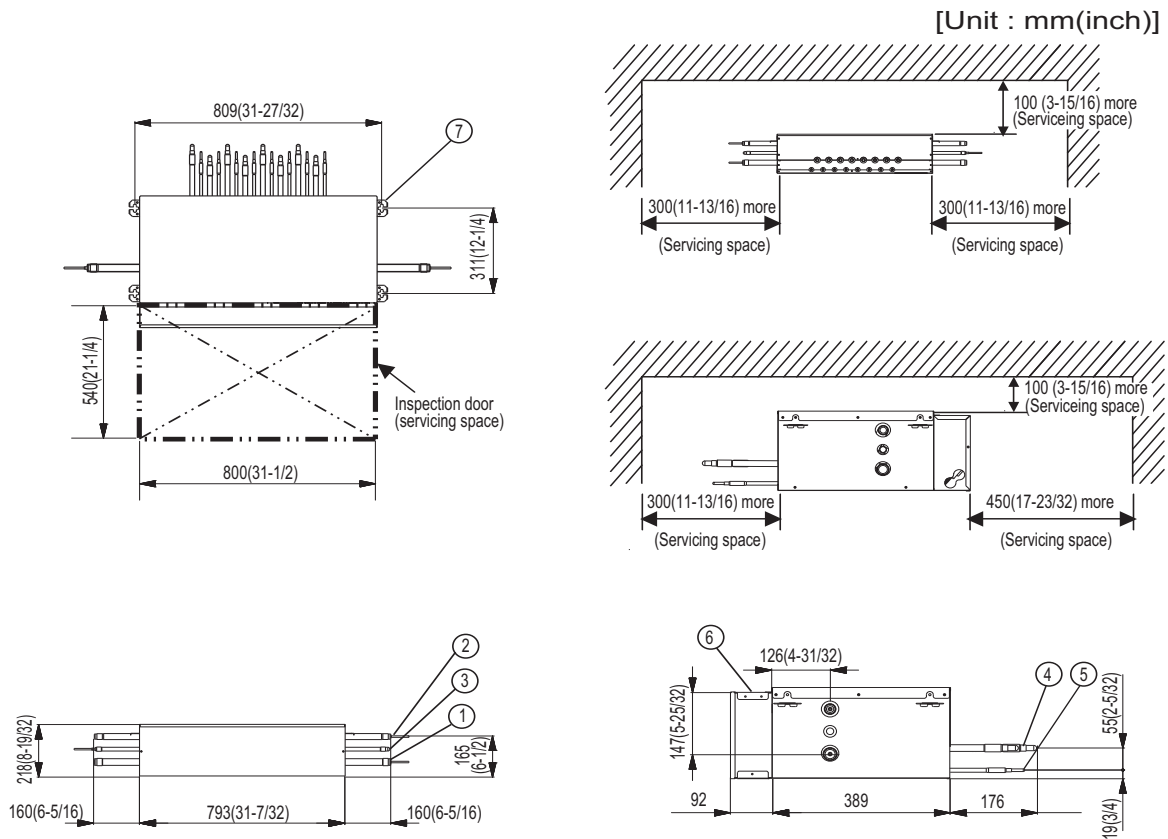 [Unit : mm(inch)]
809(31-27/32)
7
311(12-1/4)
540(21-1/4)
Inspection door
(servicing space)
800(31-1/2)
100 (3-15/16) more
(Serviceing space)
300(11-13/16) more
(Servicing space)
300(11-13/16) more
(Servicing space)
100 (3-15/16) more
(Serviceing space)
300(11-13/16) more
(Servicing space)
450(17-23/32) more
(Servicing space)
2
3
1
218(8-19/32)
165
(6-1/2)
160(6-5/16)
793(31-7/32)
160(6-5/16)
6
126(4-31/32)
4
5
147(5-25/32)
55(2-5/32)
92
389
176
19(3/4)